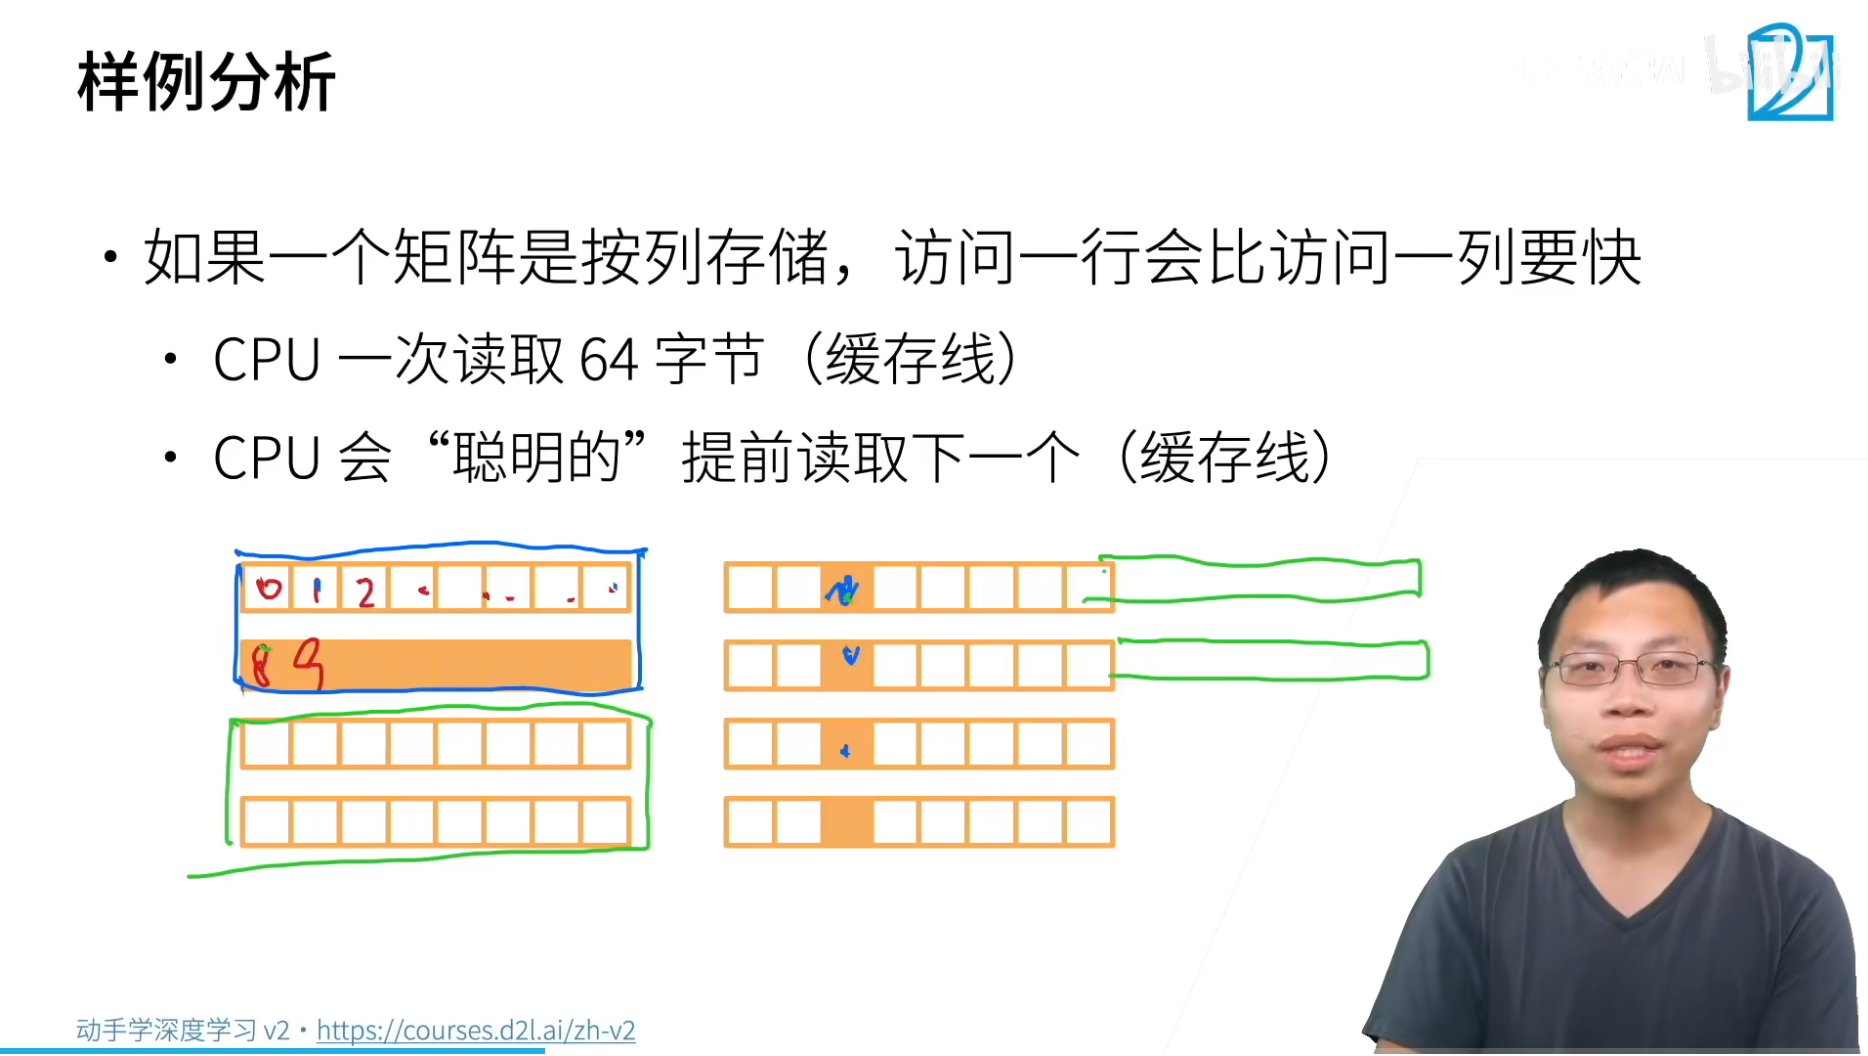 样例分析
bilibili
• 如果一个矩阵是按列存储，访问一行会比访问一列要快
• CPU 一次读取 64 字节（缓存线）
• CPU 会“聪明的”提前读取下一个（缓存线）
0 1 2
8 9
动手学深度学习 v2 • https://courses.d2l.ai/zh-v2